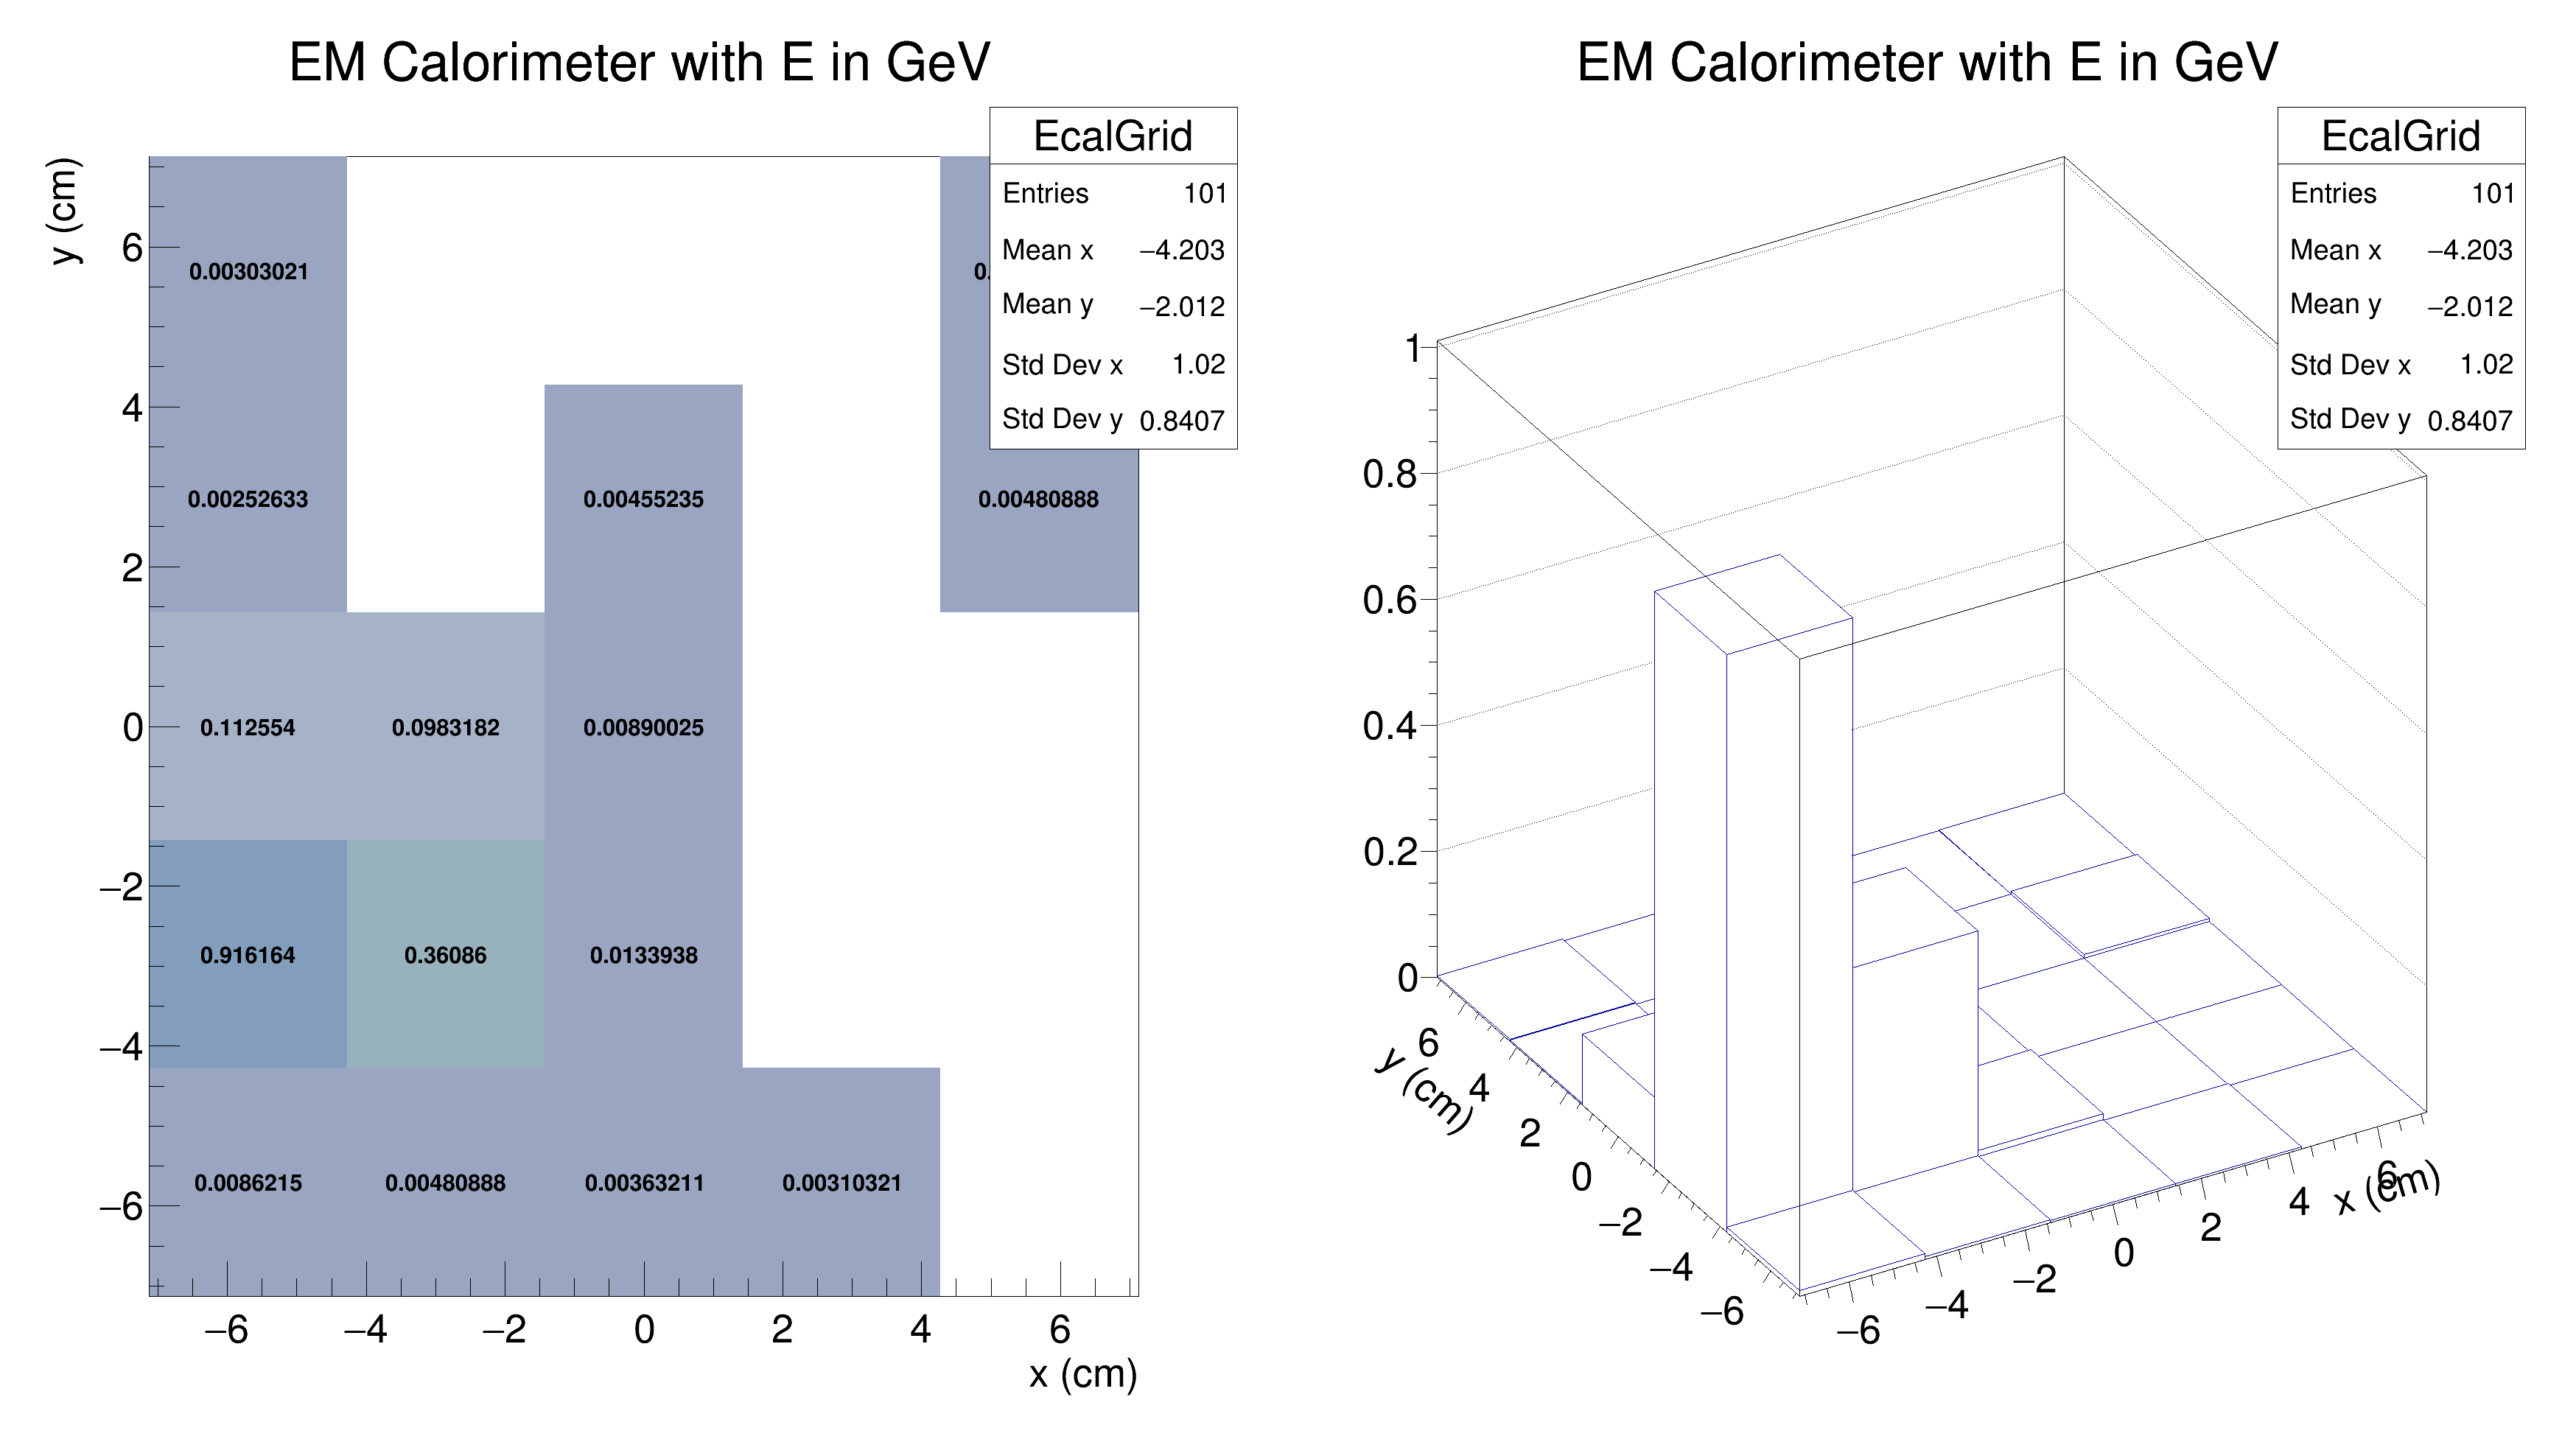 EM Calorimeter with E in GeV
EcalGrid
Entries 101
Mean x −4.203
Mean y −2.012
Std Dev x 1.02
Std Dev y 0.8407
y (cm)
6
4
2
0
−2
−4
−6
0.00303021 0.
0.00252633 0.00455235 0.00480888
0.112554 0.0983182 0.00890025
0.916164 0.36086 0.0133938
0.0086215 0.00480888 0.00363211 0.00310321
−6 −4 −2 0 2 4 6
x (cm)
EM Calorimeter with E in GeV
EcalGrid
Entries 101
Mean x −4.203
Mean y −2.012
Std Dev x 1.02
Std Dev y 0.8407
1
0.8
0.6
0.4
0.2
0
y (cm)
6
4
2
0
−2
−4
−6
−6 −4 −2 0 2 4 6
x (cm)